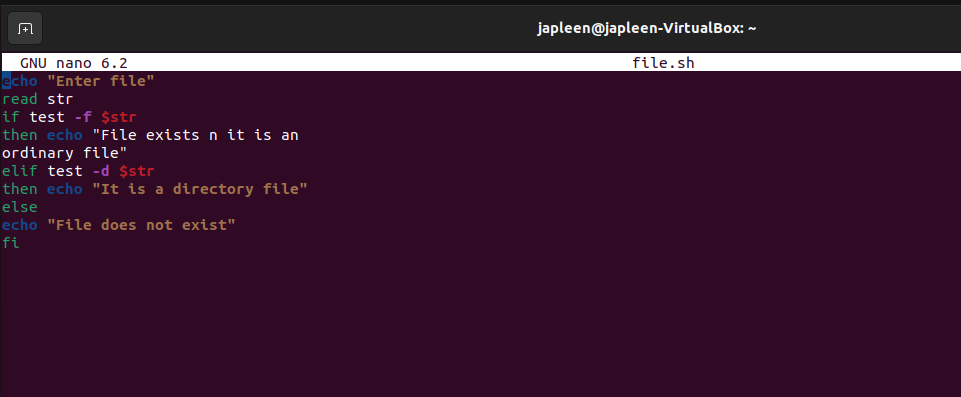 japleen@japleen-VirtualBox: ~
GNU nano 6.2 file.sh
echo "Enter file"
read str
if test -f $str
then echo "File exists n it is an
ordinary file"
elif test -d $str
then echo "It is a directory file"
else
echo "File does not exist"
fi